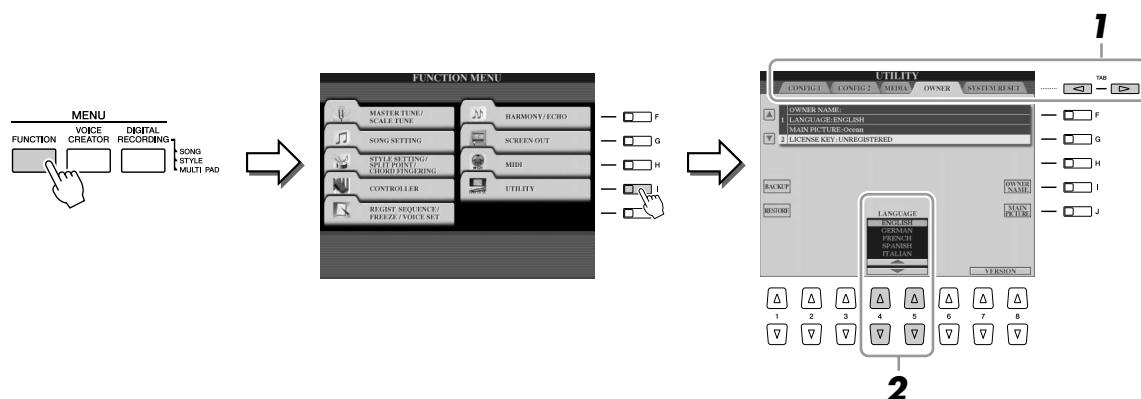 MENU
FUNCTION
VOICE CREATOR
DIGITAL RECORDING
SONG
STYLE
MULTI PAD
FUNCTION MENU
MASTER TUNE/
SCALE TUNE
SONG SETTING
STYLE SETTING/
SPLIT POINT/
CHORD FINGERING
CONTROLLER
REGIST SEQUENCE/
FREEZE / VOICE SET
HARMONY/ECHO
SCREEN OUT
MIDI
UTILITY
F
G
H
I
1
UTILITY
CONFIG 1 CONFIG 2 MEDIA OWNER SYSTEM RESET
TAB
OWNER NAME:
1 LANGUAGE:ENGLISH
MAIN PICTURE:Ocean
2 LICENSE KEY: UNREGISTERED
F
G
H
I
J
BACKUP
RESTORE
OWNER
NAME
MAIN
PICTURE
LANGUAGE
ENGLISH
GERMAN
FRENCH
SPANISH
ITALIAN
VERSION
1 2 3 4 5 6 7 8
2